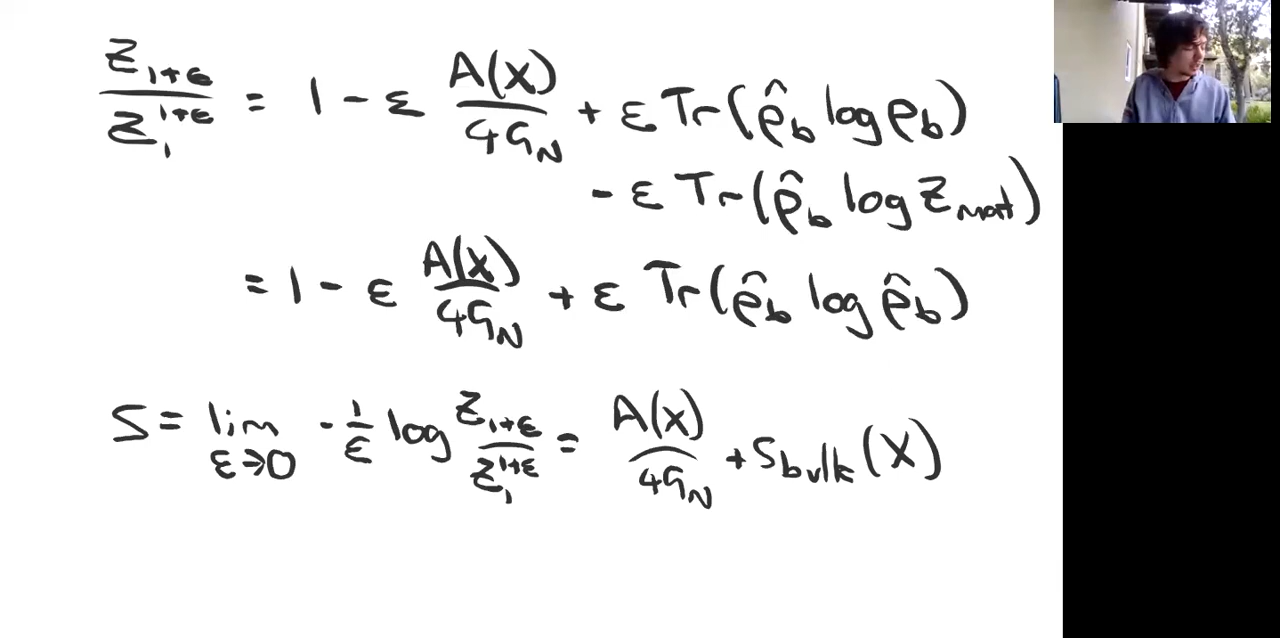 Z_{1+ε} / Z_1^{1+ε} = 1 - ε A(X)/4G_N + ε Tr(ρ̂_b log ρ_b)
- ε Tr(ρ̂_b log Z_mat)
= 1 - ε A(X)/4G_N + ε Tr(ρ̂_b log ρ̂_b)
S = lim_{ε→0} -1/ε log Z_{1+ε}/Z_1^{1+ε} = A(X)/4G_N + S_bulk(X)